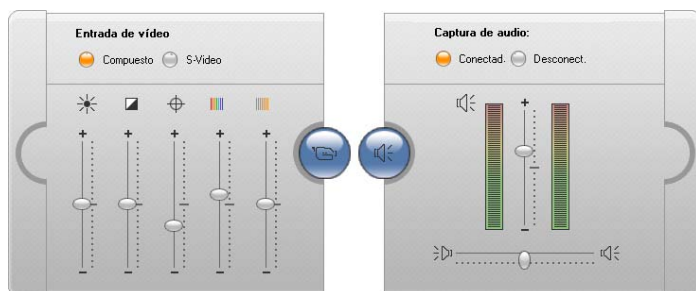 Entrada de vídeo
Compuesto S-Video
Captura de audio:
Conectad. Desconect.